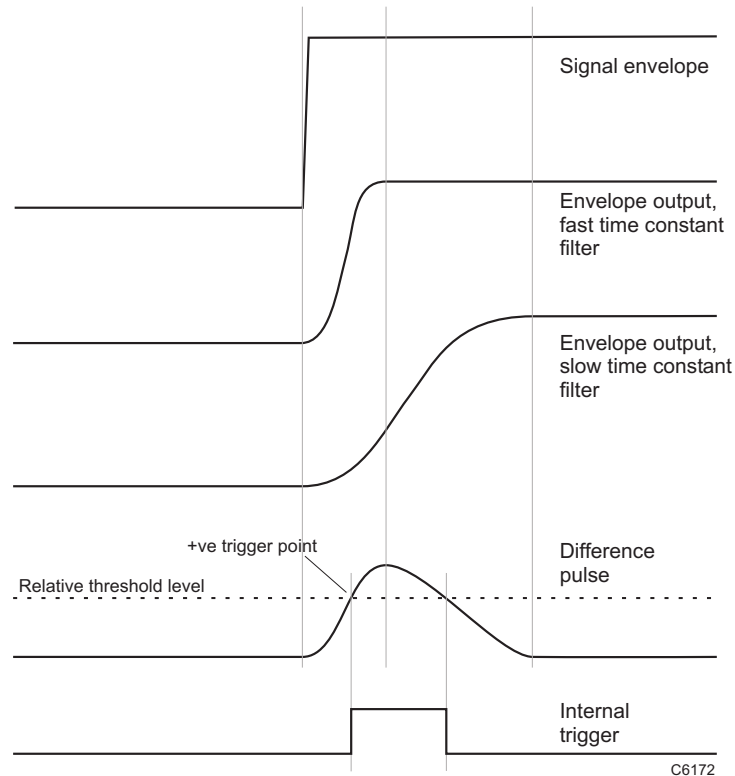 Signal envelope
Envelope output,
fast time constant
filter
Envelope output,
slow time constant
filter
+ve trigger point
Difference
pulse
Relative threshold level
Internal
trigger
C6172